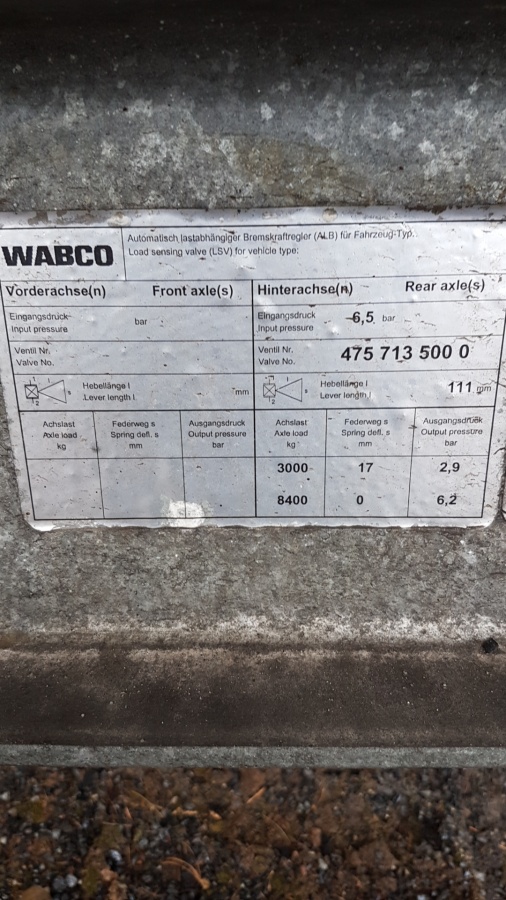 WABCO
Automatisch lastabhängiger Bremskraftregler (ALB) für Fahrzeug-Typ.
Load sensing valve (LSV) for vehicle type:
Vorderachse(n) Front axle(s) Hinterachse(n) Rear axle(s)
Eingangsdruck bar Eingangsdruck 6,5 bar
Input pressure Input pressure
Ventil Nr. Ventil Nr. 475 713 500 0
Valve No. Valve No.
Hebellänge l mm Hebellänge l 111 mm
Lever length l Lever length l
Achslast Federweg s Ausgangsdruck Achslast Federweg s Ausgangsdruck
Axle load Spring defl. s Output pressure Axle load Spring defl. s Output pressure
kg mm bar kg mm bar
3000 17 2,9
8400 0 6,2